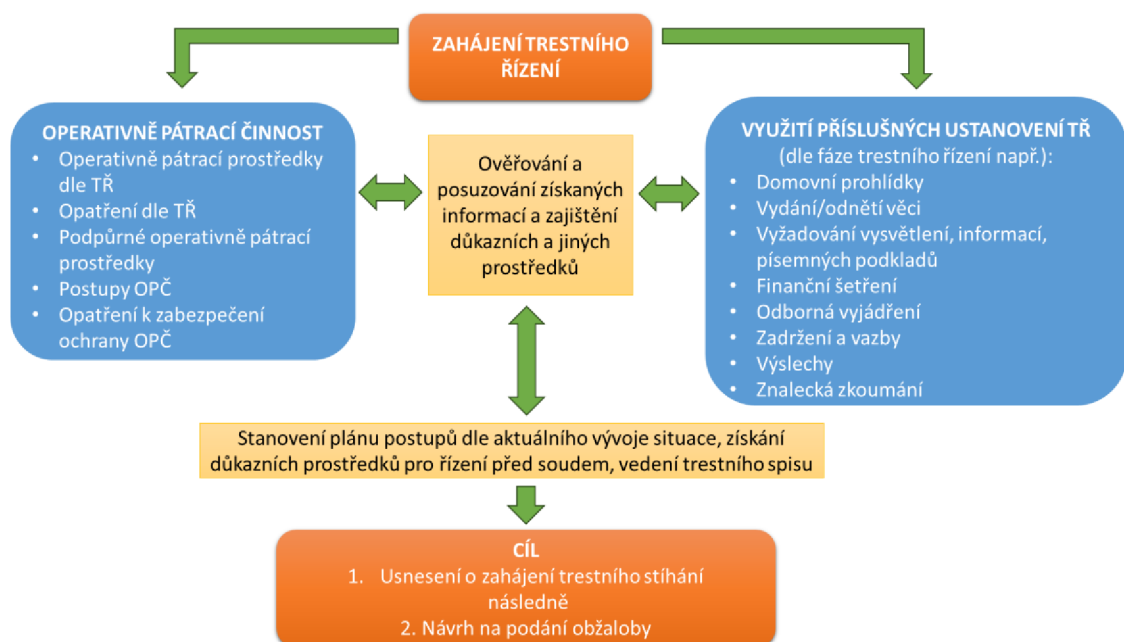 ZAHÁJENÍ TRESTNÍHO
ŘÍZENÍ
OPERATIVNĚ PÁTRACÍ ČINNOST
• Operativně pátrací prostředky
dle TŘ
• Opatření dle TŘ
• Podpůrné operativně pátrací
prostředky
• Postupy OPČ
• Opatření k zabezpečení
ochrany OPČ
Ověřování a
posuzování získaných
informací a zajištění
důkazních a jiných
prostředků
VYUŽITÍ PŘÍSLUŠNÝCH USTANOVENÍ TŘ
(dle fáze trestního řízení např.):
• Domovní prohlídky
• Vydání/odnětí věci
• Vyžadování vysvětlení, informací,
písemných podkladů
• Finanční šetření
• Odborná vyjádření
• Zadržení a vazby
• Výslechy
• Znalecká zkoumání
Stanovení plánu postupů dle aktuálního vývoje situace, získání
důkazních prostředků pro řízení před soudem, vedení trestního spisu
CÍL
1. Usnesení o zahájení trestního stíhání
následně
2. Návrh na podání obžaloby